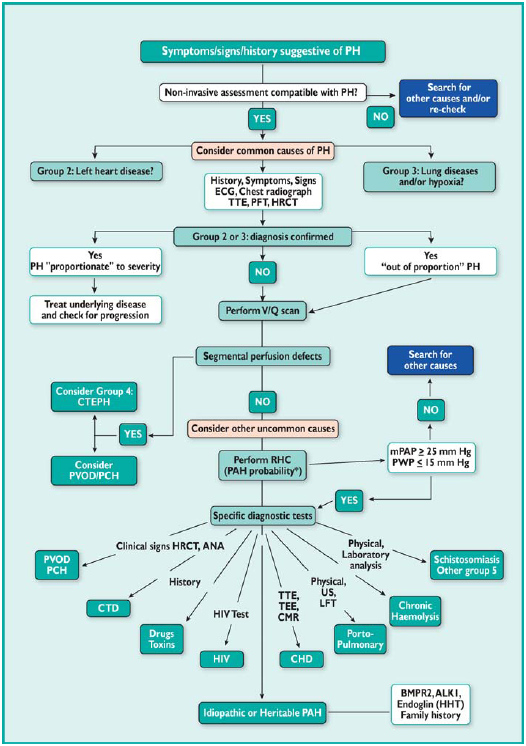 Symptoms/signs/history suggestive of PH
Non-invasive assessment compatible with PH?
Search for
other causes and/or
re-check
YES
NO
Consider common causes of PH
Group 2: Left heart disease?
History, Symptoms, Signs
ECG, Chest radiograph
TTE, PFT, HRCT
Group 3: Lung diseases
and/or hypoxia?
Group 2 or 3: diagnosis confirmed
Yes
PH "proportionate" to severity
NO
Yes
“out of proportion” PH
Treat underlying disease
and check for progression
Perform V/Q scan
Segmental perfusion defects
Search for
other causes
Consider Group 4:
CTEPH
NO
NO
YES
Consider other uncommon causes
Consider
PVOD/PCH
Perform RHC
(PAH probability*)
mPAP ≥ 25 mm Hg
PWP ≤ 15 mm Hg
YES
Specific diagnostic tests
Clinical signs HRCT, ANA
Physical,
Laboratory
analysis
PVOD
PCH
Schistosomiasis
Other group 5
History
TTE,
TEE,
CMR
Physical,
US,
LFT
CTD
HIV Test
Chronic
Haemolysis
Drugs
Toxins
Porto-
Pulmonary
HIV
CHD
Idiopathic or Heritable PAH
BMPR2, ALK1,
Endoglin (HHT)
Family history